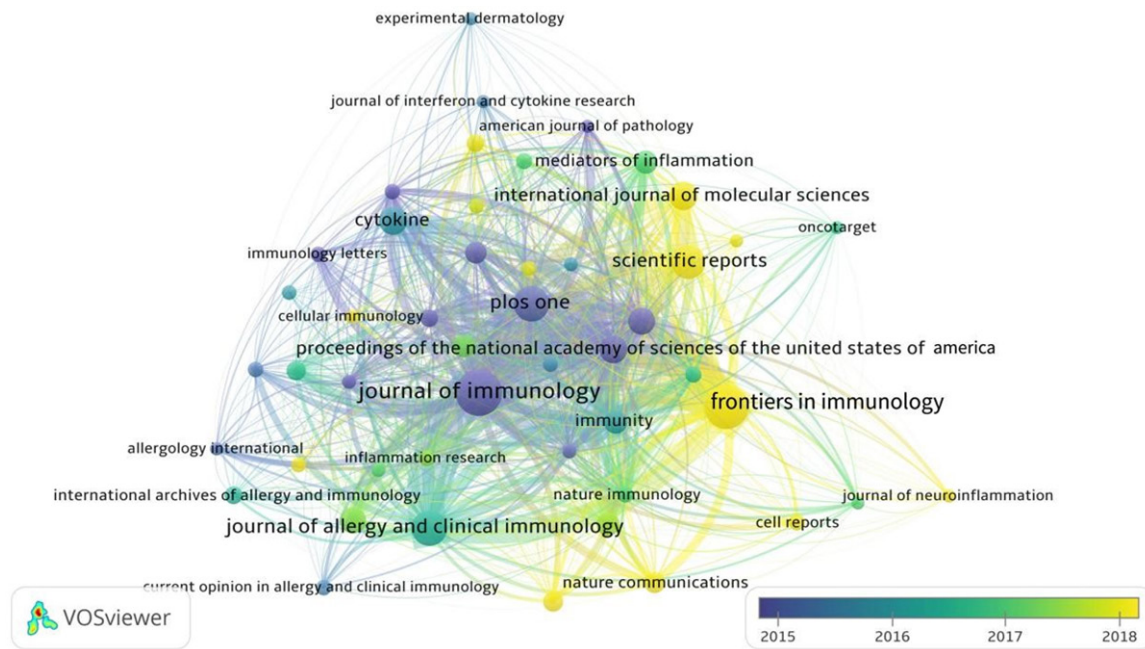 experimental dermatology
journal of interferon and cytokine research
american journal of pathology
mediators of inflammation
international journal of molecular sciences
cytokine
oncotarget
immunology letters
scientific reports
plos one
cellular immunology
proceedings of the national academy of sciences of the united states of america
journal of immunology
frontiers in immunology
immunity
allergology international
inflammation research
international archives of allergy and immunology
nature immunology
journal of neuroinflammation
cell reports
journal of allergy and clinical immunology
nature communications
current opinion in allergy and clinical immunology
VOSviewer
2015 2016 2017 2018